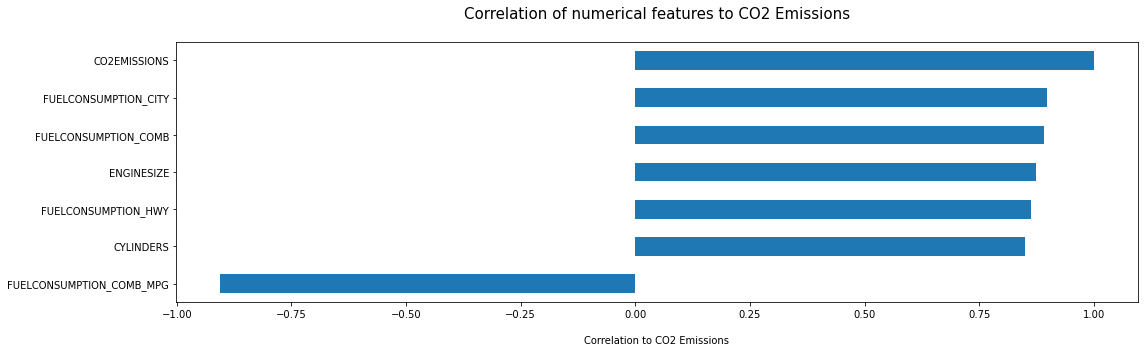 Correlation of numerical features to CO2 Emissions
CO2EMISSIONS
FUELCONSUMPTION_CITY
FUELCONSUMPTION_COMB
ENGINESIZE
FUELCONSUMPTION_HWY
CYLINDERS
FUELCONSUMPTION_COMB_MPG
−1.00 −0.75 −0.50 −0.25 0.00 0.25 0.50 0.75 1.00
Correlation to CO2 Emissions